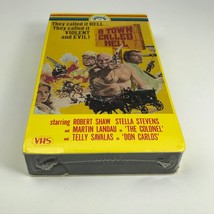 They called it HELL...
They called it
VIOLENT
and EVIL!
A TOWN
CALLED
HELL
starring ROBERT SHAW STELLA STEVENS
and MARTIN LANDAU as 'THE COLONEL'
and TELLY SAVALAS as 'DON CARLOS'
VHS